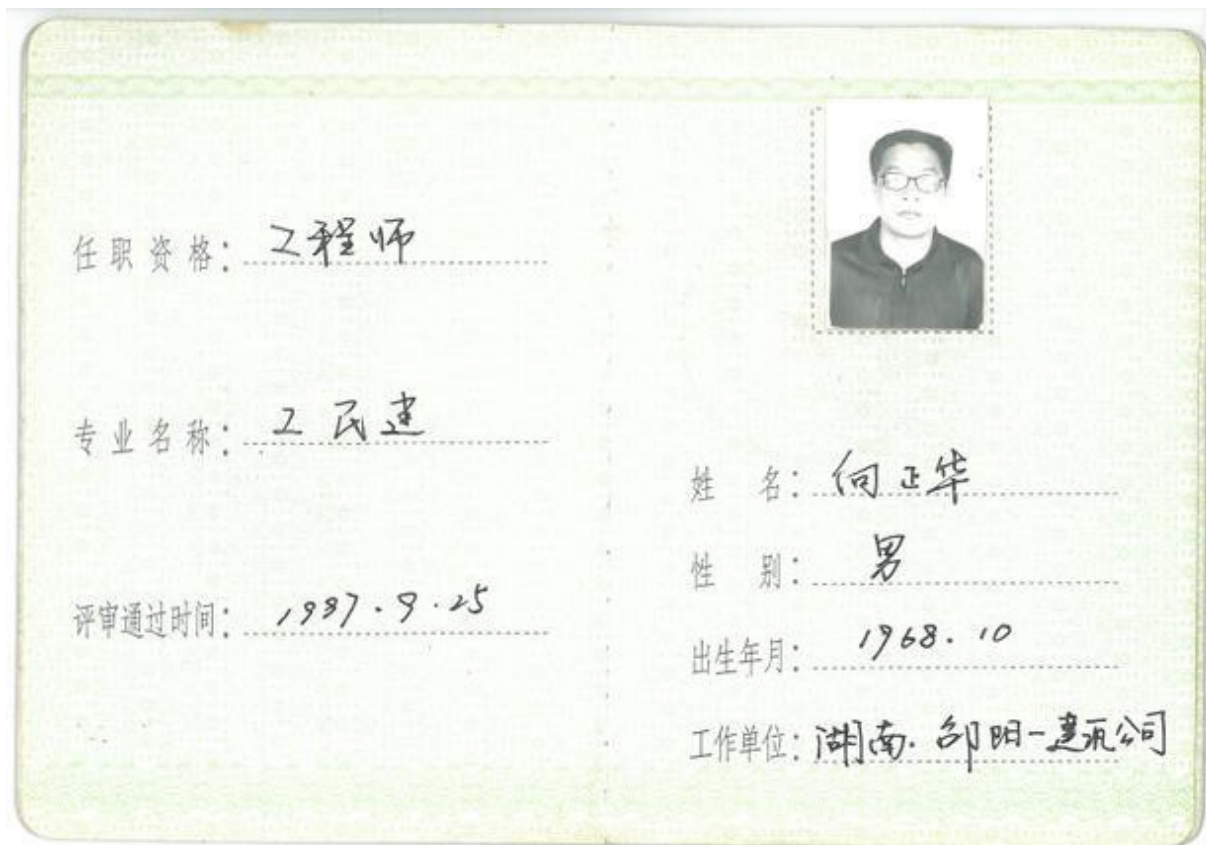 任职资格：工程师
专业名称：工民建
评审通过时间：1997.9.25
姓 名：向正华
性 别：男
出生年月：1968.10
工作单位：湖南.邵阳一建筑公司